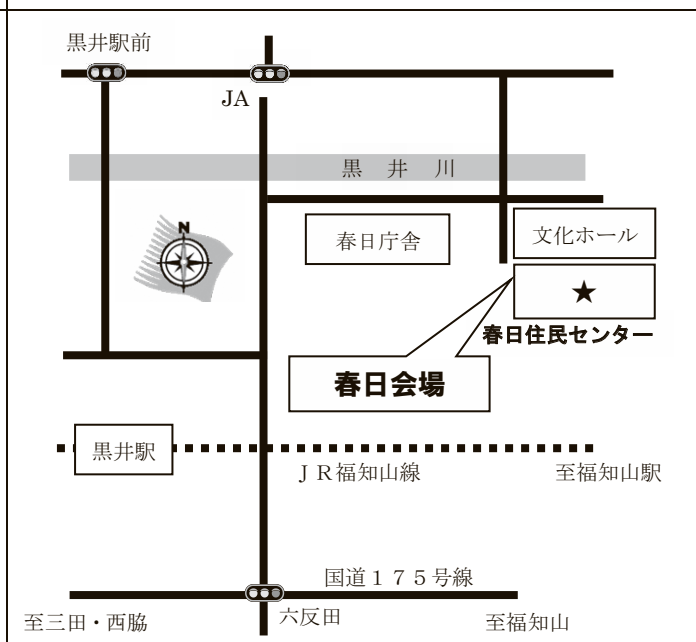 黒井駅前
JA
黒 井 川
N
春日庁舎
文化ホール
★
春日住民センター
春日会場
黒井駅
ＪＲ福知山線
至福知山駅
国道１７５号線
至三田・西脇
六反田
至福知山